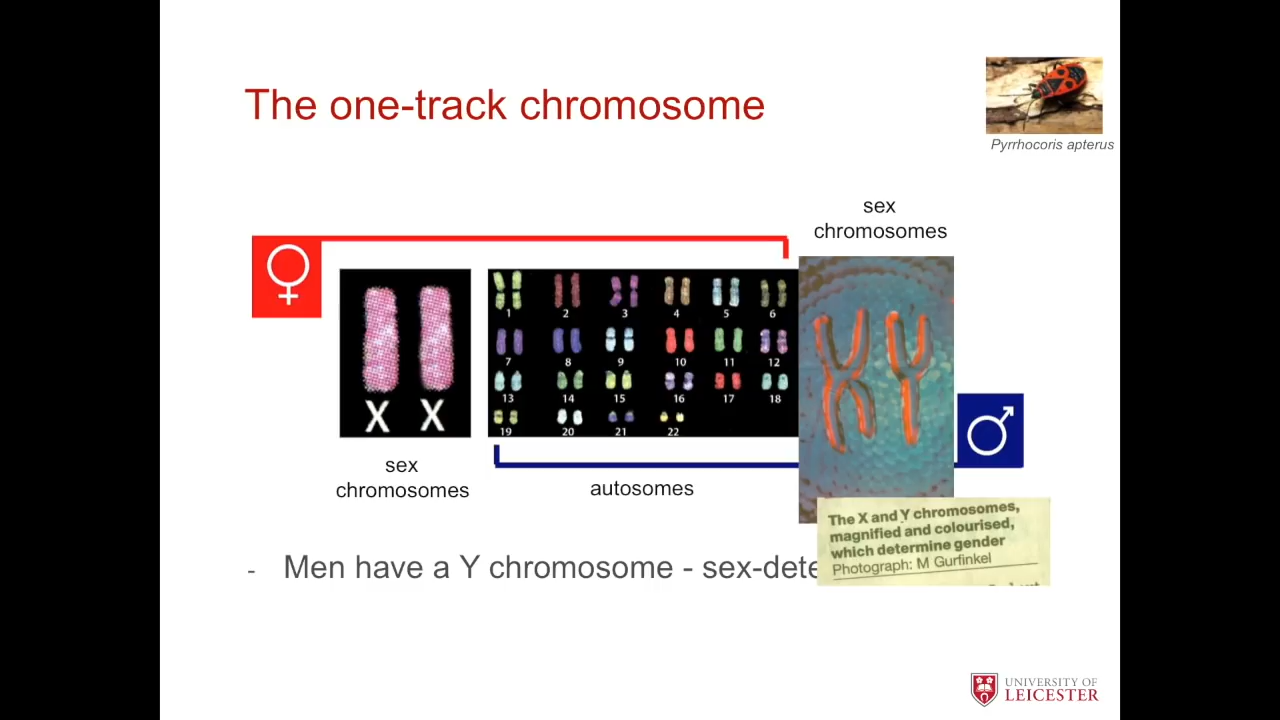 The one-track chromosome
Pyrrhocoris apterus
sex
chromosomes
1 2 3 4 5 6
7 8 9 10 11 12
13 14 15 16 17 18
19 20 21 22
X X
sex
chromosomes
autosomes
The X and Y chromosomes,
magnified and colourised,
which determine gender
Photograph: M Gurfinkel
- Men have a Y chromosome - sex-dete
UNIVERSITY OF
LEICESTER